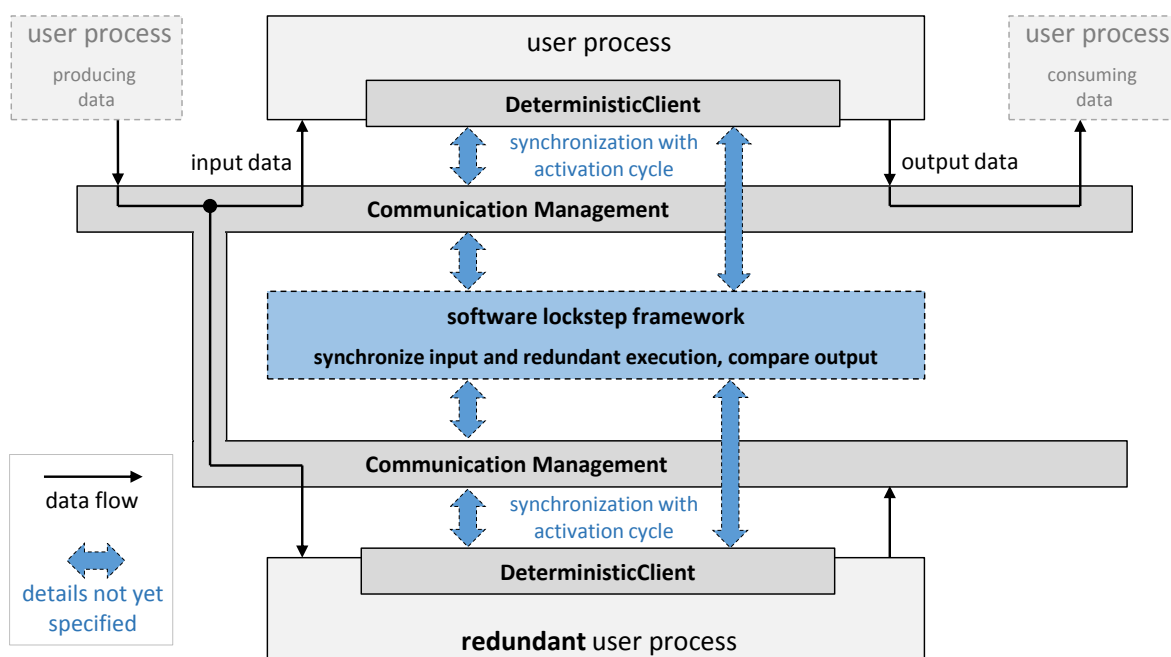 user process
producing
data
user process
DeterministicClient
user process
consuming
data
input data
synchronization with
activation cycle
output data
Communication Management
software lockstep framework
synchronize input and redundant execution, compare output
Communication Management
data flow
details not yet
specified
synchronization with
activation cycle
DeterministicClient
redundant user process